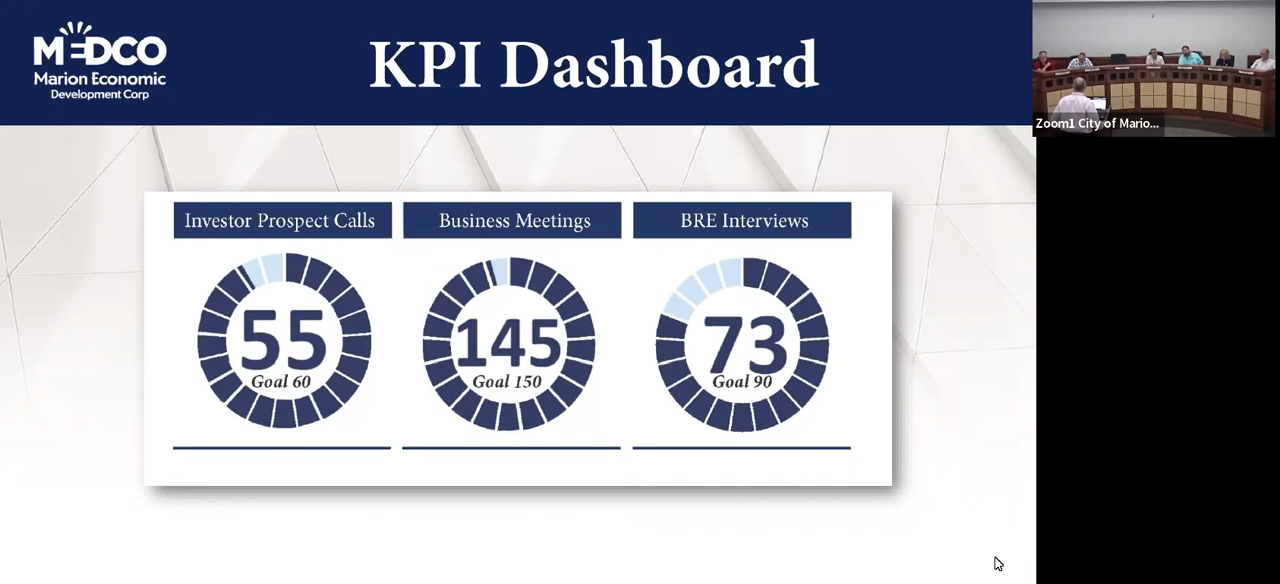 MEDCO
Marion Economic
Development Corp
KPI Dashboard
Zoom1 City of Mario...
Investor Prospect Calls
Business Meetings
BRE Interviews
55
Goal 60
145
Goal 150
73
Goal 90